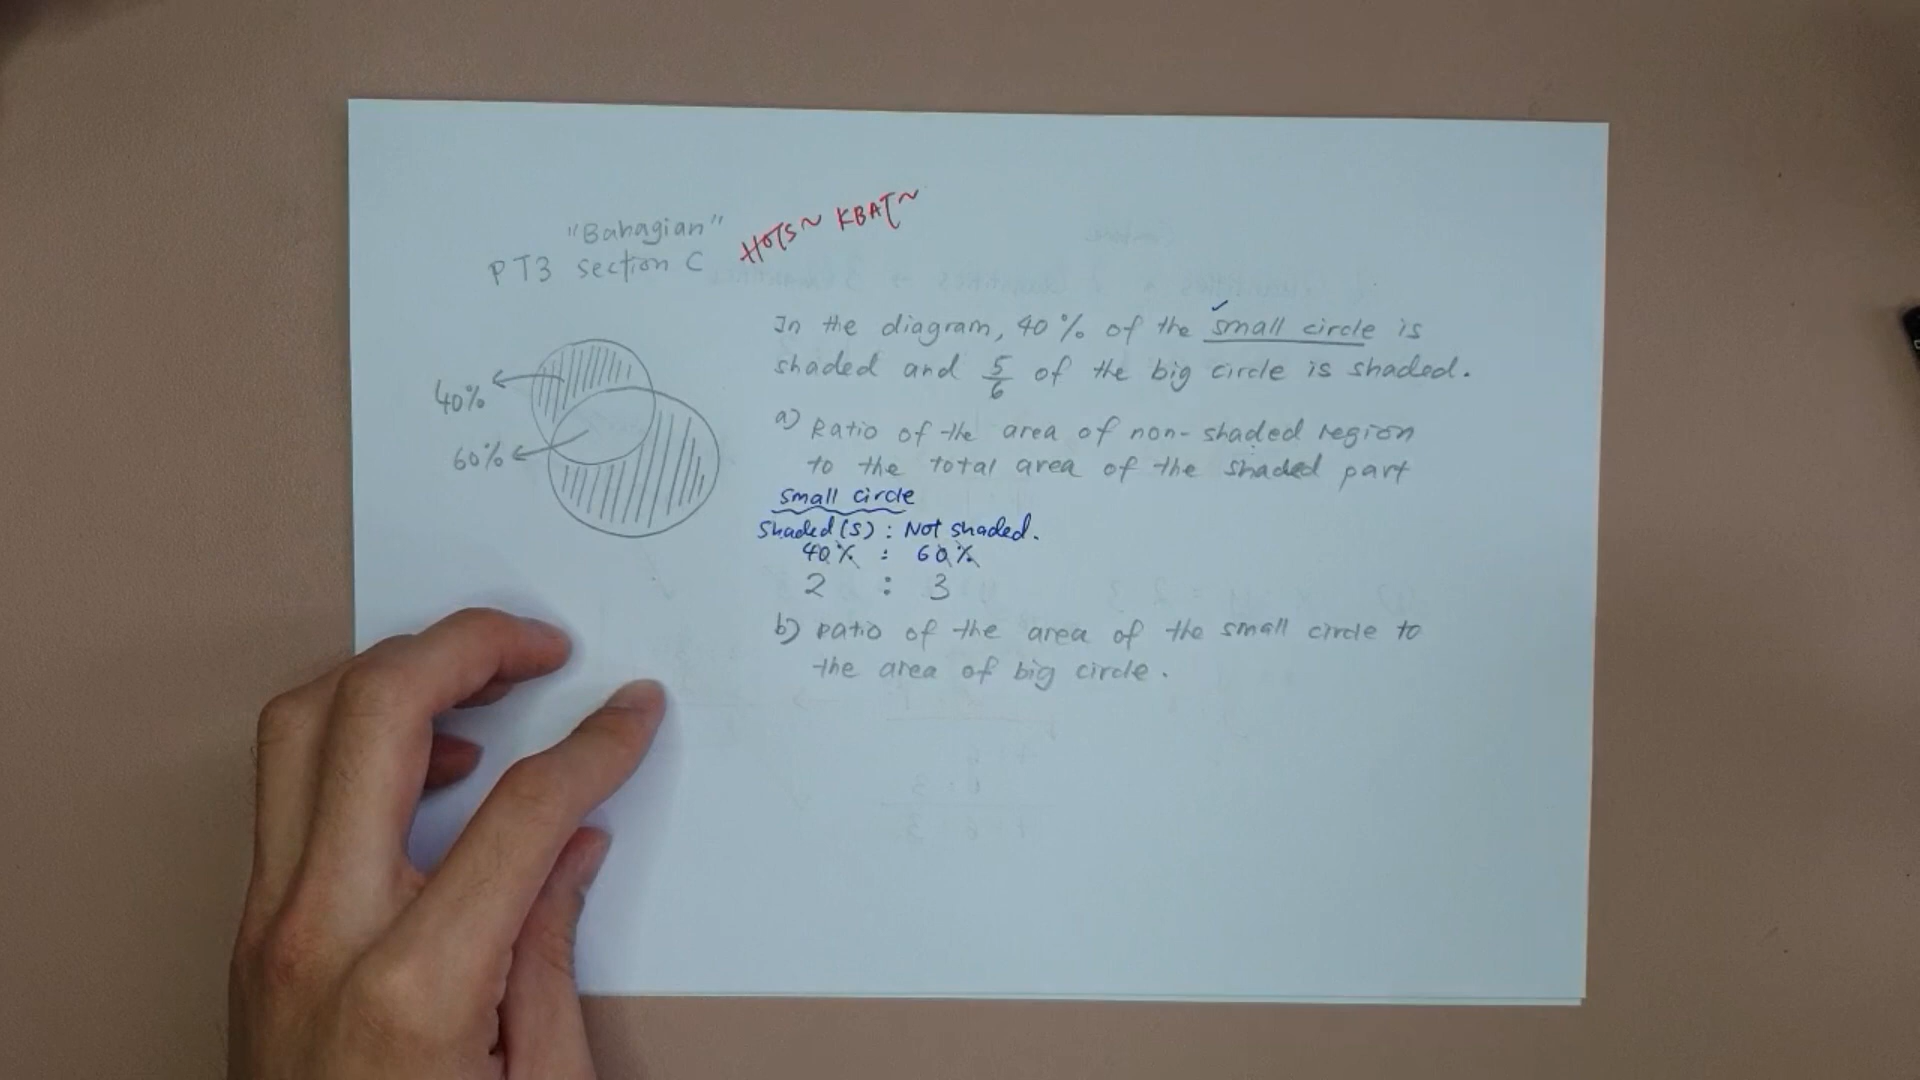 "Bahagian"
PT3 section C
HOTS~ KBAT~
40%
60%
In the diagram, 40% of the small circle is
shaded and 5/6 of the big circle is shaded.
a) Ratio of the area of non-shaded region
to the total area of the shaded part
small circle
Shaded(s) : Not shaded.
40% : 60%
2 : 3
b) Ratio of the area of the small circle to
the area of big circle.